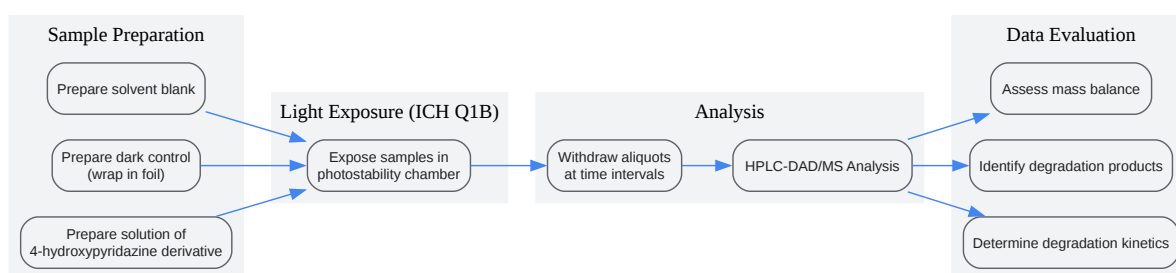 Sample Preparation
Prepare solvent blank
Prepare dark control
(wrap in foil)
Prepare solution of
4-hydroxypyridazine derivative
Light Exposure (ICH Q1B)
Expose samples in
photostability chamber
Analysis
Withdraw aliquots
at time intervals
HPLC-DAD/MS Analysis
Data Evaluation
Assess mass balance
Identify degradation products
Determine degradation kinetics